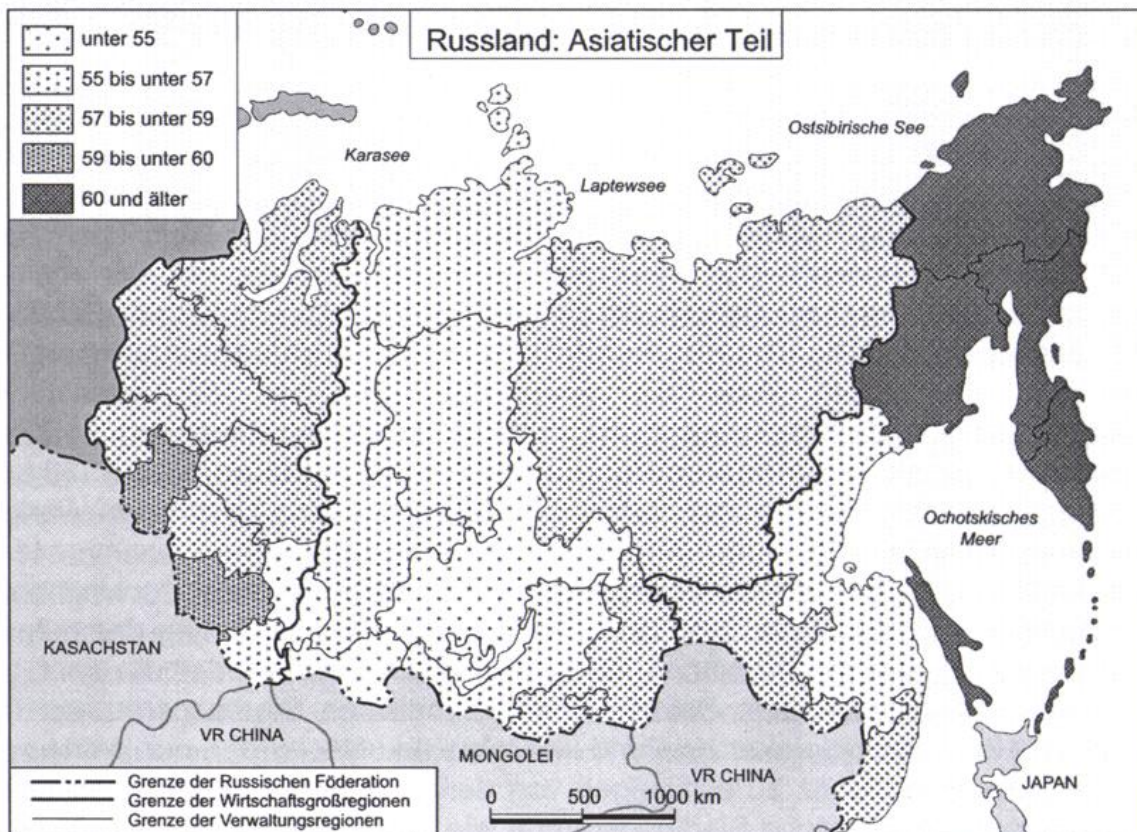 unter 55
55 bis unter 57
57 bis unter 59
59 bis unter 60
60 und älter
Russland: Asiatischer Teil
Karasee
Laptewsee
Ostsibirische See
Ochotskisches
Meer
KASACHSTAN
VR CHINA
MONGOLEI
VR CHINA
JAPAN
Grenze der Russischen Föderation
Grenze der Wirtschaftsgroßregionen
Grenze der Verwaltungsregionen
0 500 1000 km